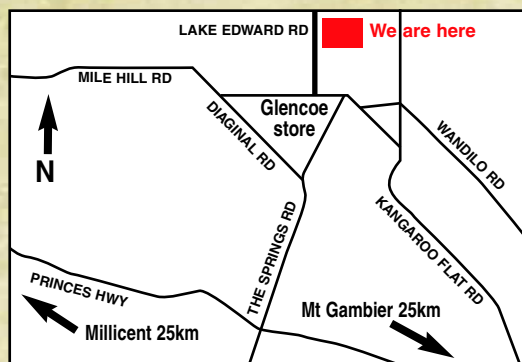 LAKE EDWARD RD
We are here
MILE HILL RD
Glencoe
store
DIAGINAL RD
WANDILO RD
N
KANGAROO FLAT RD
THE SPRINGS RD
PRINCES HWY
Mt Gambier 25km
Millicent 25km